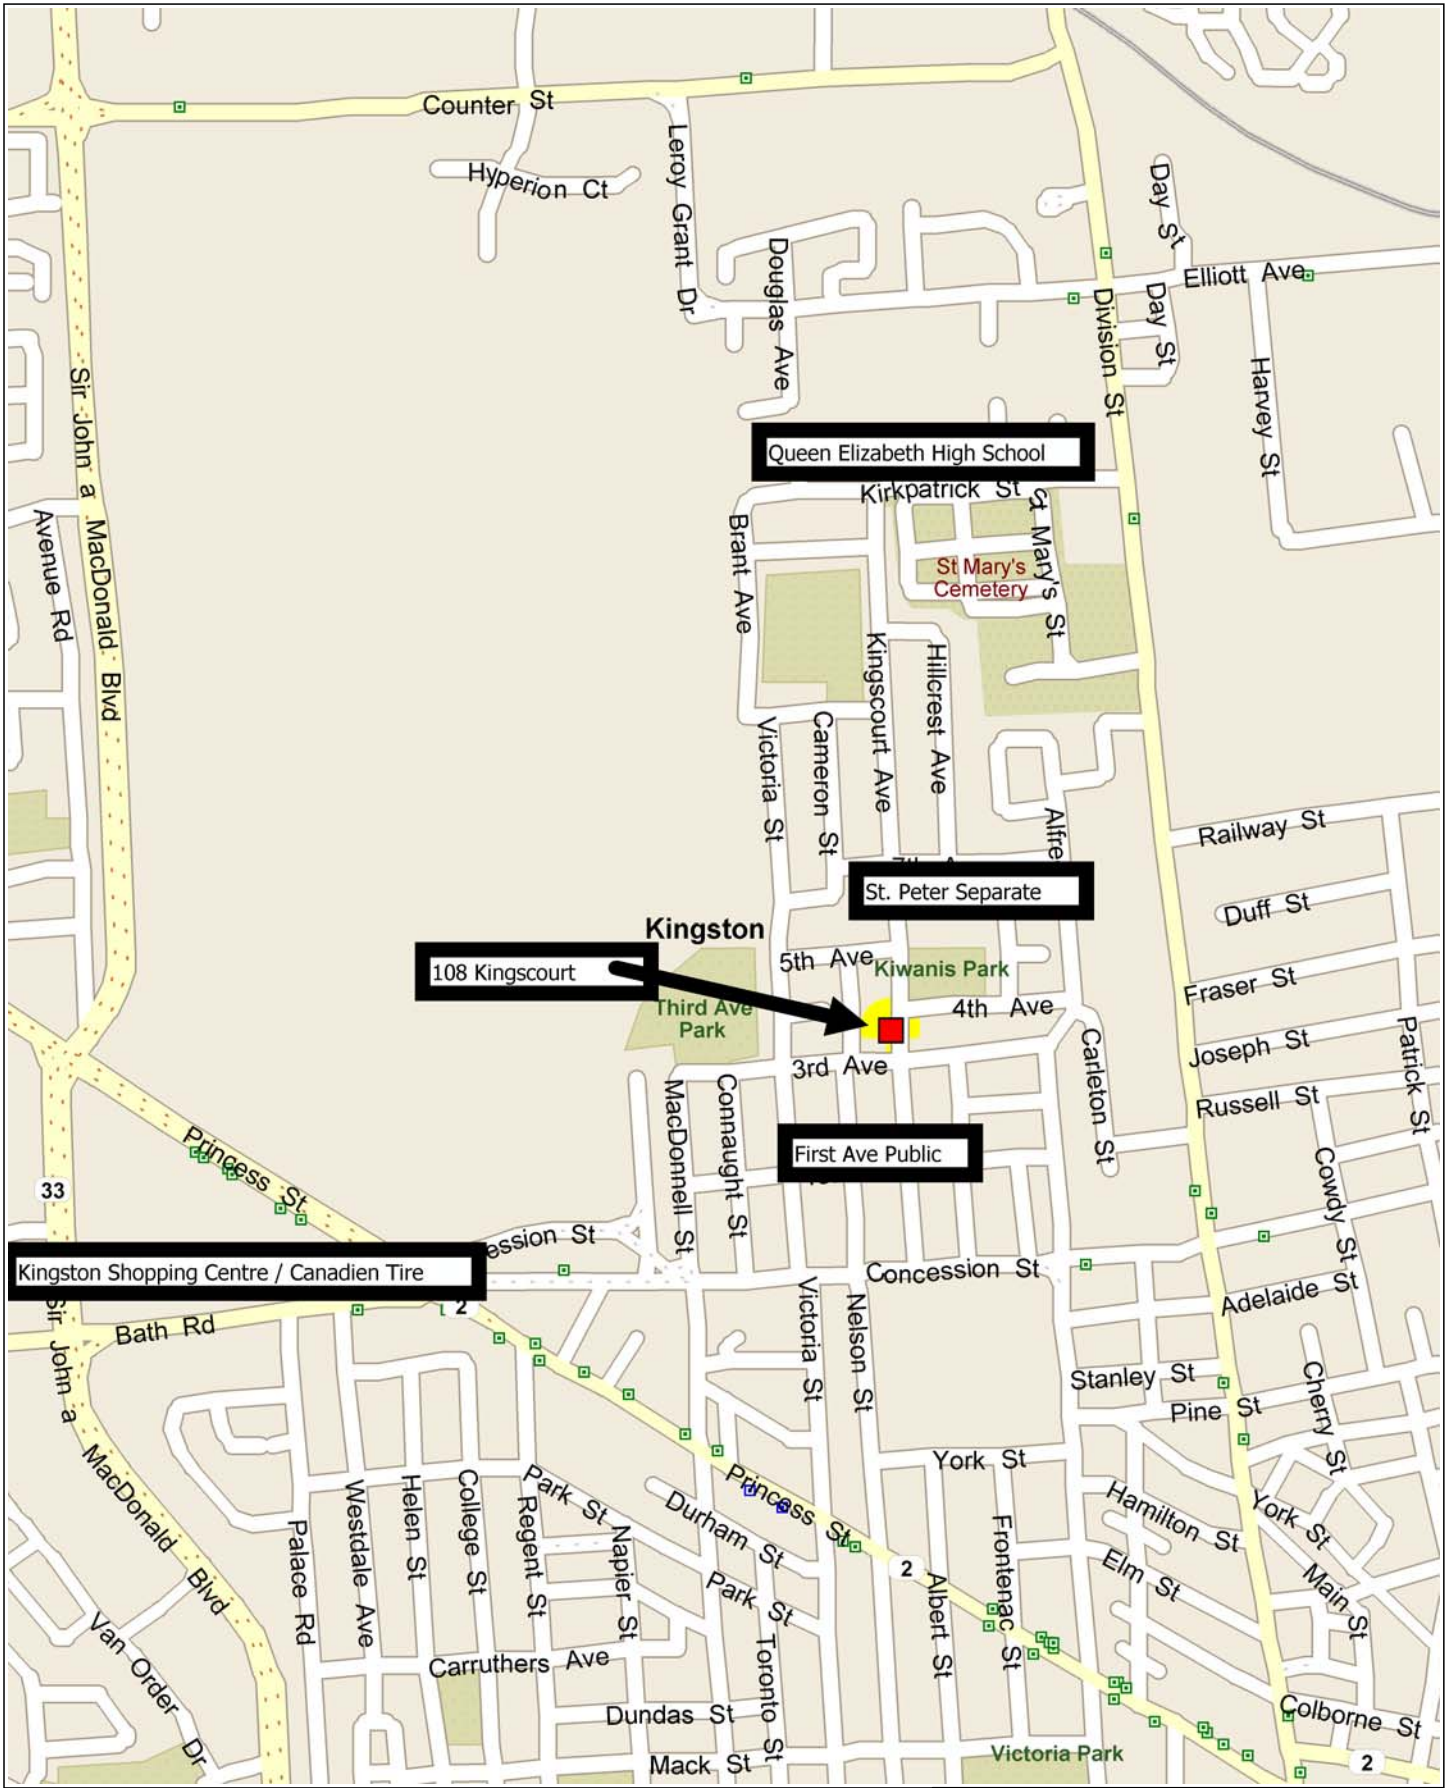 Counter St
Hyperion Ct
Leroy Grant Dr
Day St
Douglas Ave
Elliott Ave
Division St
Day St
Sir John a MacDonald Blvd
Harvey St
Queen Elizabeth High School
Kirkpatrick St
St Mary's St
Avenue Rd
Brant Ave
St Mary's
Cemetery
Kingscourt Ave
Hillcrest Ave
Victoria St
Cameron St
Alfre
Railway St
St. Peter Separate
Duff St
Kingston
5th Ave
Kiwanis Park
108 Kingscourt
Fraser St
Third Ave
Park
4th Ave
Carleton St
Joseph St
Patrick St
3rd Ave
MacDonnell St
Connaught St
Russell St
Princess St
First Ave Public
Cowdy St
33
ession St
Kingston Shopping Centre / Canadien Tire
Concession St
2
Sir John a MacDonald Blvd
Bath Rd
Victoria St
Nelson St
Adelaide St
Stanley St
Cherry St
Pine St
York St
Princess St
Park St
Durham St
Hamilton St
York St
Westdale Ave
Helen St
College St
Regent St
Napier St
Palace Rd
Frontenac St
Elm St
Main St
2
Albert St
Park St
Van Order Dr
Toronto St
Carruthers Ave
Dundas St
Colborne St
Mack St
Victoria Park
2